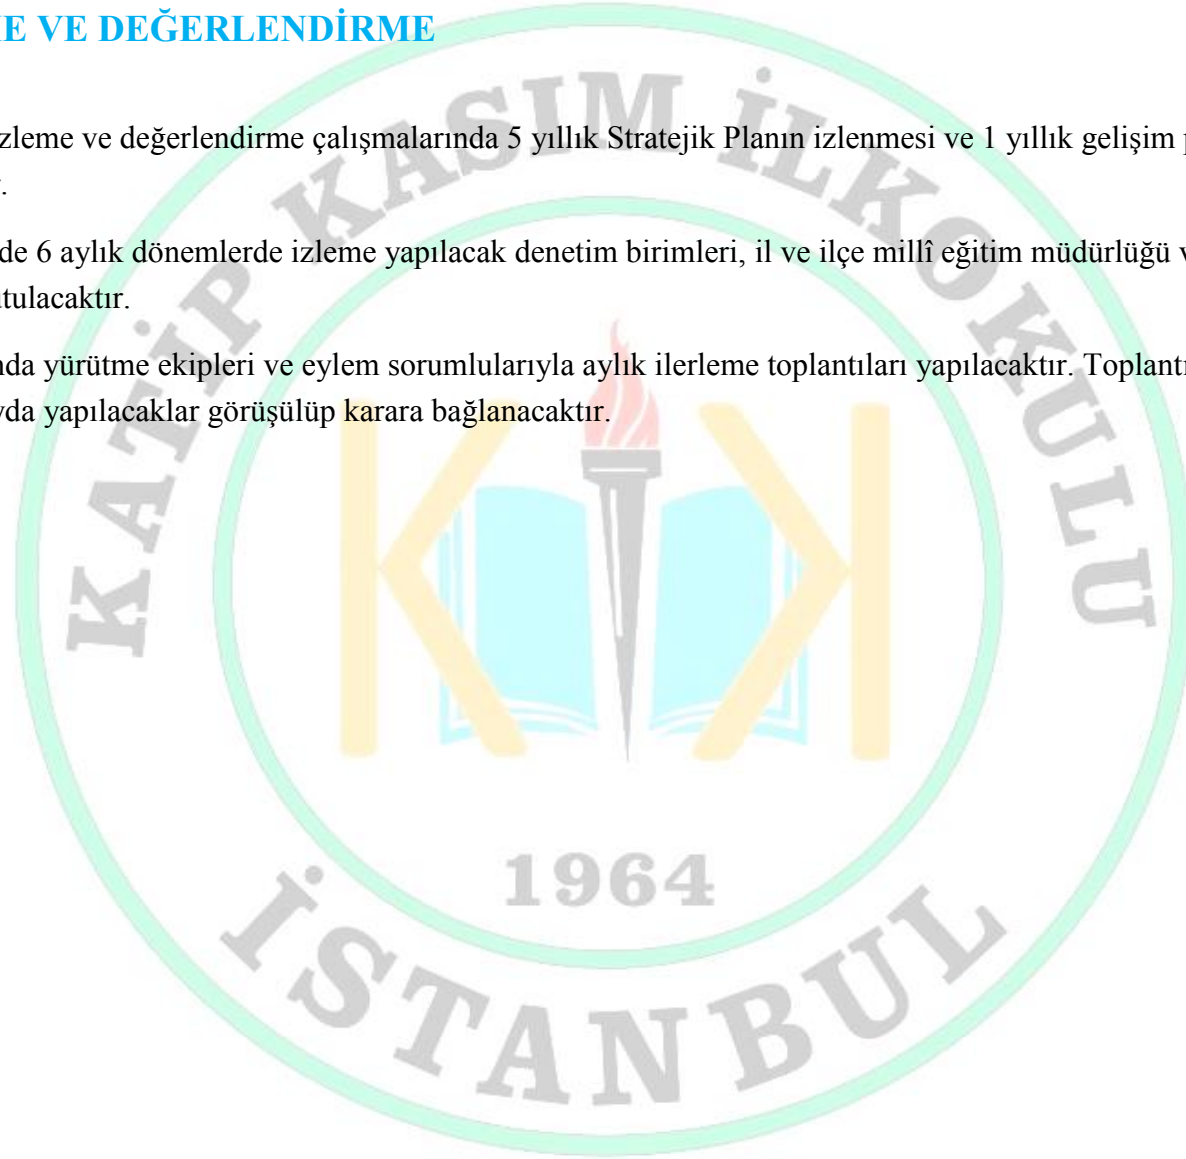 E VE DEĞERLENDİRME
zleme ve değerlendirme çalışmalarında 5 yıllık Stratejik Planın izlenmesi ve 1 yıllık gelişim
.
de 6 aylık dönemlerde izleme yapılacak denetim birimleri, il ve ilçe millî eğitim müdürlüğü v
tulacaktır.
nda yürütme ekipleri ve eylem sorumlularıyla aylık ilerleme toplantıları yapılacaktır. Toplantı
yda yapılacaklar görüşülüp karara bağlanacaktır.
KATİP KASIM İLKOKULU
KK
1964
İSTANBUL